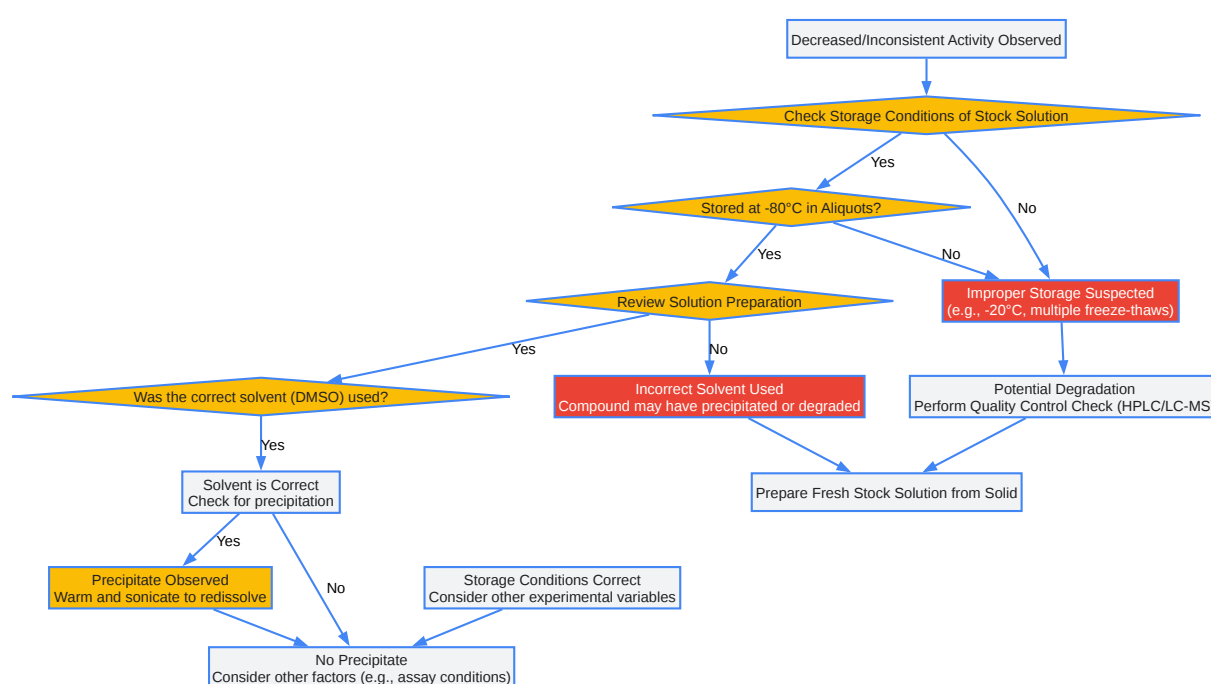 Decreased/Inconsistent Activity Observed
Check Storage Conditions of Stock Solution
Yes
No
Stored at -80°C in Aliquots?
Yes
No
Review Solution Preparation
Improper Storage Suspected
(e.g., -20°C, multiple freeze-thaws)
Yes
No
Was the correct solvent (DMSO) used?
Incorrect Solvent Used
Compound may have precipitated or degraded
Potential Degradation
Perform Quality Control Check (HPLC/LC-MS
Yes
Solvent is Correct
Check for precipitation
Prepare Fresh Stock Solution from Solid
Yes
No
Precipitate Observed
Warm and sonicate to redissolve
Storage Conditions Correct
Consider other experimental variables
No Precipitate
Consider other factors (e.g., assay conditions)